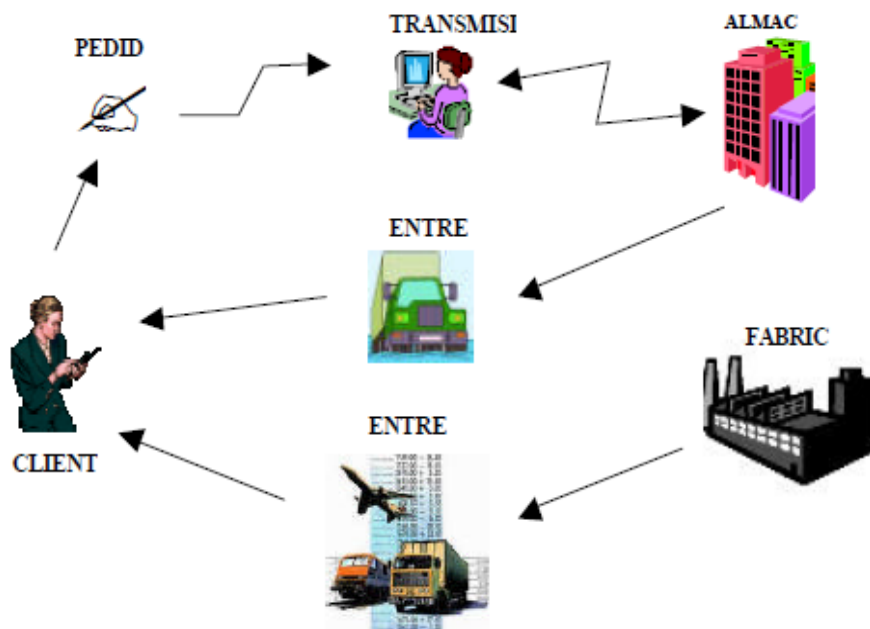 PEDID
TRANSMISI
ALMAC
ENTRE
FABRIC
ENTRE
CLIENT